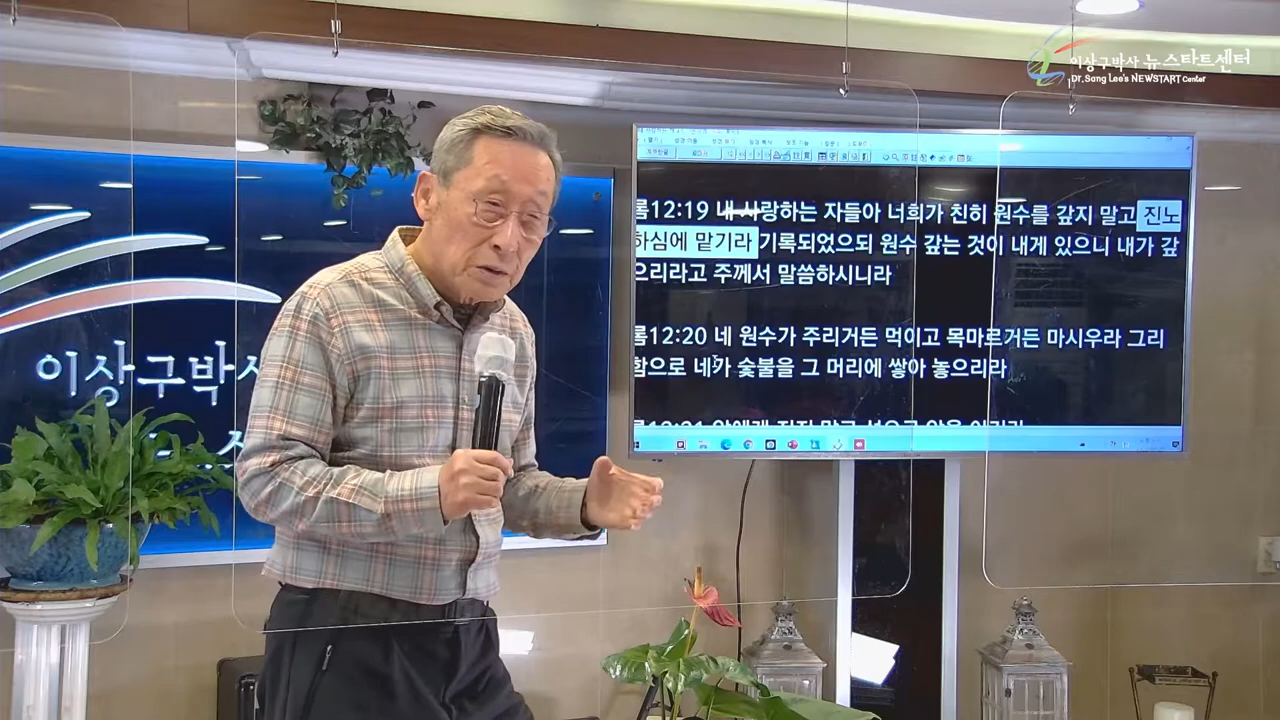 이상구박사 뉴스타트센터
Dr. Sang Lee's NEWSTART Center
롬12:19 내 사랑하는 자들아 너희가 친히 원수를 갚지 말고 진노
하심에 맡기라 기록되었으되 원수 갚는 것이 내게 있으니 내가 갚
으리라고 주께서 말씀하시니라
롬12:20 네 원수가 주리거든 먹이고 목마르거든 마시우라 그리
함으로 네가 숯불을 그 머리에 쌓아 놓으리라
이상구박사